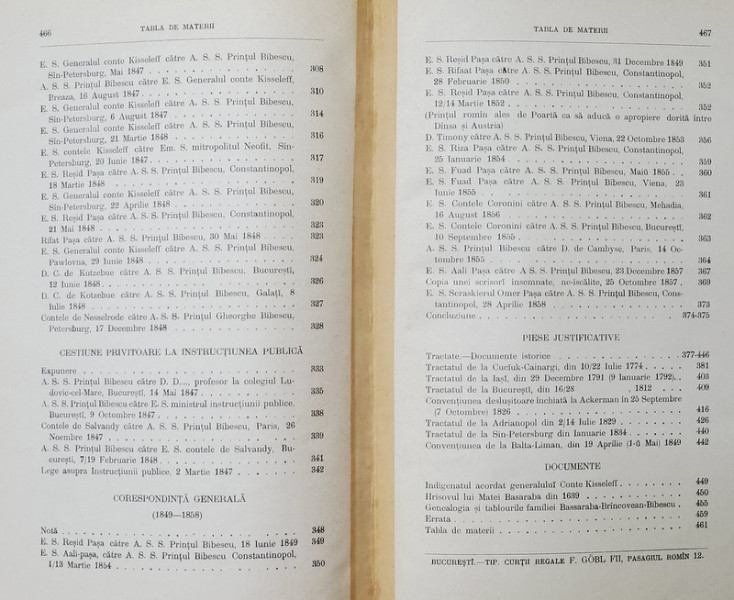 466
TABLA DE MATERII
E. S. Generalul conte Kisseleff către A. S. S. Prințul Bibescu,
Sin-Petersburg, Mai 1847 . . . . . . . . . . . . . 308
A. S. S. Prințul Bibescu către E. S. Generalul conte Kisseleff,
Breaza, 16 August 1847 . . . . . . . . . . . . . 310
E. S. Generalul conte Kisseleff către A. S. S. Prințul Bibescu,
Sin-Petersburg, 6 August 1847 . . . . . . . . . . . 314
E. S. Generalul conte Kisseleff către A. S. S. Prințul Bibescu,
Sin-Petersburg, 21 Martie 1848 . . . . . . . . . . . 316
E. S. contele Kisseleff către Em. S. mitropolitul Neofit, Sin-
Petersburg, 20 Iunie 1847 . . . . . . . . . . . . . 317
E. S. Reșid Pașa către A. S. S. Prințul Bibescu, Constantinopol,
18 Martie 1848 . . . . . . . . . . . . . 319
E. S. Generalul conte Kisseleff către A. S. S. Prințul Bibescu,
Sin-Petersburg, 22 Aprilie 1848 . . . . . . . . . . . 320
E. S. Reșid Pașa către A. S. S. Prințul Bibescu, Constantinopol,
21 Mai 1848 . . . . . . . . . . . . . 323
Rifat Pașa către A. S. S. Prințul Bibescu, 30 Mai 1848 . . . . 323
E. S. Generalul conte Kisseleff către A. S. S. Prințul Bibescu,
Pawlovna, 29 Iunie 1848 . . . . . . . . . . . . . 324
D. C. de Kotzebue către A. S. S. Prințul Bibescu, București,
12 Iunie 1848 . . . . . . . . . . . . . 326
D. C. de Kotzebue către A. S. S. Prințul Bibescu, Galați, 8
Iulie 1848 . . . . . . . . . . . . . 327
Contele de Nesselrode către A. S. S. Prințul Gheorghe Bibescu,
Petersburg, 17 Decembre 1848 . . . . . . . . . . . 328
CESTIUNE PRIVITOARE LA INSTRUCȚIUNEA PUBLICĂ
Expunere . . . . . . . . . . . . . 333
A. S. S. Prințul Bibescu către D. D...., profesor la colegiul Lu-
dovic-cel-Mare, București, 14 Mai 1847 . . . . . . . . 335
A. S. S. Prințul Bibescu către E. S. ministrul instrucțiunii publice,
București, 9 Octombre 1847 . . . . . . . . . . . 338
Contele de Salvandy către A. S. S. Prințul Bibescu, Paris, 26
Noembre 1847 . . . . . . . . . . . . . 339
A. S. S. Prințul Bibescu către E. S. contele de Salvandy, Bu-
curești, 7/19 Februarie 1848 . . . . . . . . . . . 341
Lege asupra Instrucțiunii publice, 2 Martie 1847 . . . . . . 342
CORESPONDINȚĂ GENERALĂ
(1849—1858)
Notă . . . . . . . . . . . . . 348
E. S. Reșid Pașa către A. S. S. Prințul Bibescu, 18 Iunie 1849 349
E. S. Aali-pașa, către A. S. S. Prințul Bibescu Constantinopol,
1/13 Martie 1854 . . . . . . . . . . . . . 350
TABLA DE MATERII
467
E. S. Reșid Pașa către A. S. S. Prințul Bibescu, 31 Decembre 1849 351
E. S. Rifaat Pașa către A. S. S. Prințul Bibescu, Constantinopol,
28 Februarie 1850 . . . . . . . . . . . . . 352
E. S. Reșid Pașa către A. S. S. Prințul Bibescu, Constantinopol,
12/14 Martie 1852 . . . . . . . . . . . . . 352
(Prințul romîn ales de Poartă ca să aducă o apropiere dorită între
Dinsa și Austria)
D. Timony către A. S. S. Prințul Bibescu, Viena, 22 Octombre 1853 356
E. S. Riza Pașa către A. S. S. Prințul Bibescu, Constantinopol,
25 Ianuarie 1854 . . . . . . . . . . . . . 359
E. S. Fuad Pașa către A. S. S. Prințul Bibescu, Maiŭ 1855 . . 360
E. S. Fuad Pașa către A. S. S. Prințul Bibescu, Viena, 23
Iunie 1855 . . . . . . . . . . . . . 361
E. S. Contele Coronini către A. S. S. Prințul Bibescu, Mehadia,
16 August 1856 . . . . . . . . . . . . . 362
E. S. Contele Coronini către A. S. S. Prințul Bibescu, București,
10 Septembre 1855 . . . . . . . . . . . . . 363
A. S. S. Prințul Bibescu către D. de Cambyse, Paris, 14 Oc-
tombre 1855 . . . . . . . . . . . . . 364
E. S. Aali Pașa către A S. S. Prințul Bibescu, 23 Decembre 1857 367
Copia unei scrisori însemnate, ne-iscălite, 25 Octombre 1857 . 369
E. S. Seraskierul Omer Pașa către A. S. S. Prințul Bibescu, Cons-
tantinopol, 28 Aprilie 1858 . . . . . . . . . . . 373
Concluziune . . . . . . . . . . . . . 374-375
PIESE JUSTIFICATIVE
Tractate.—Documente istorice . . . . . . . . . . . 377-446
Tractatul de la Cuciuk-Cainargi, din 10/22 Iulie 1774 . . . . 381
Tractatul de la Iași, din 29 Decembre 1791 (9 Ianuarie 1792). . 403
Tractatul de la București, din 16/28 , 1812 . . 409
Convențiunea deslușitoare încheiată la Ackerman în 25 Septembre
(7 Octombre) 1826 . . . . . . . . . . . . . 416
Tractatul de la Adrianopol din 2/14 Iulie 1829 . . . . . . 426
Tractatul de la Sin-Petersburg din Ianuarie 1834 . . . . . . 440
Convențiunea de la Balta-Liman, din 19 Aprilie (1-ŭ Mai) 1849 442
DOCUMENTE
Indigenatul acordat generalului Conte Kisseleff . . . . . . 449
Hrisovul lui Matei Basaraba din 1639 . . . . . . . . . 450
Genealogia și tablourile familiei Bassaraba-Brîncovean-Bibescu . 455
Errata . . . . . . . . . . . . . 459
Tabla de materii . . . . . . . . . . . . . 461
BUCUREȘTI.—TIP. CURȚII REGALE F. GÖBL FII, PASAGIUL ROMÎN 12.